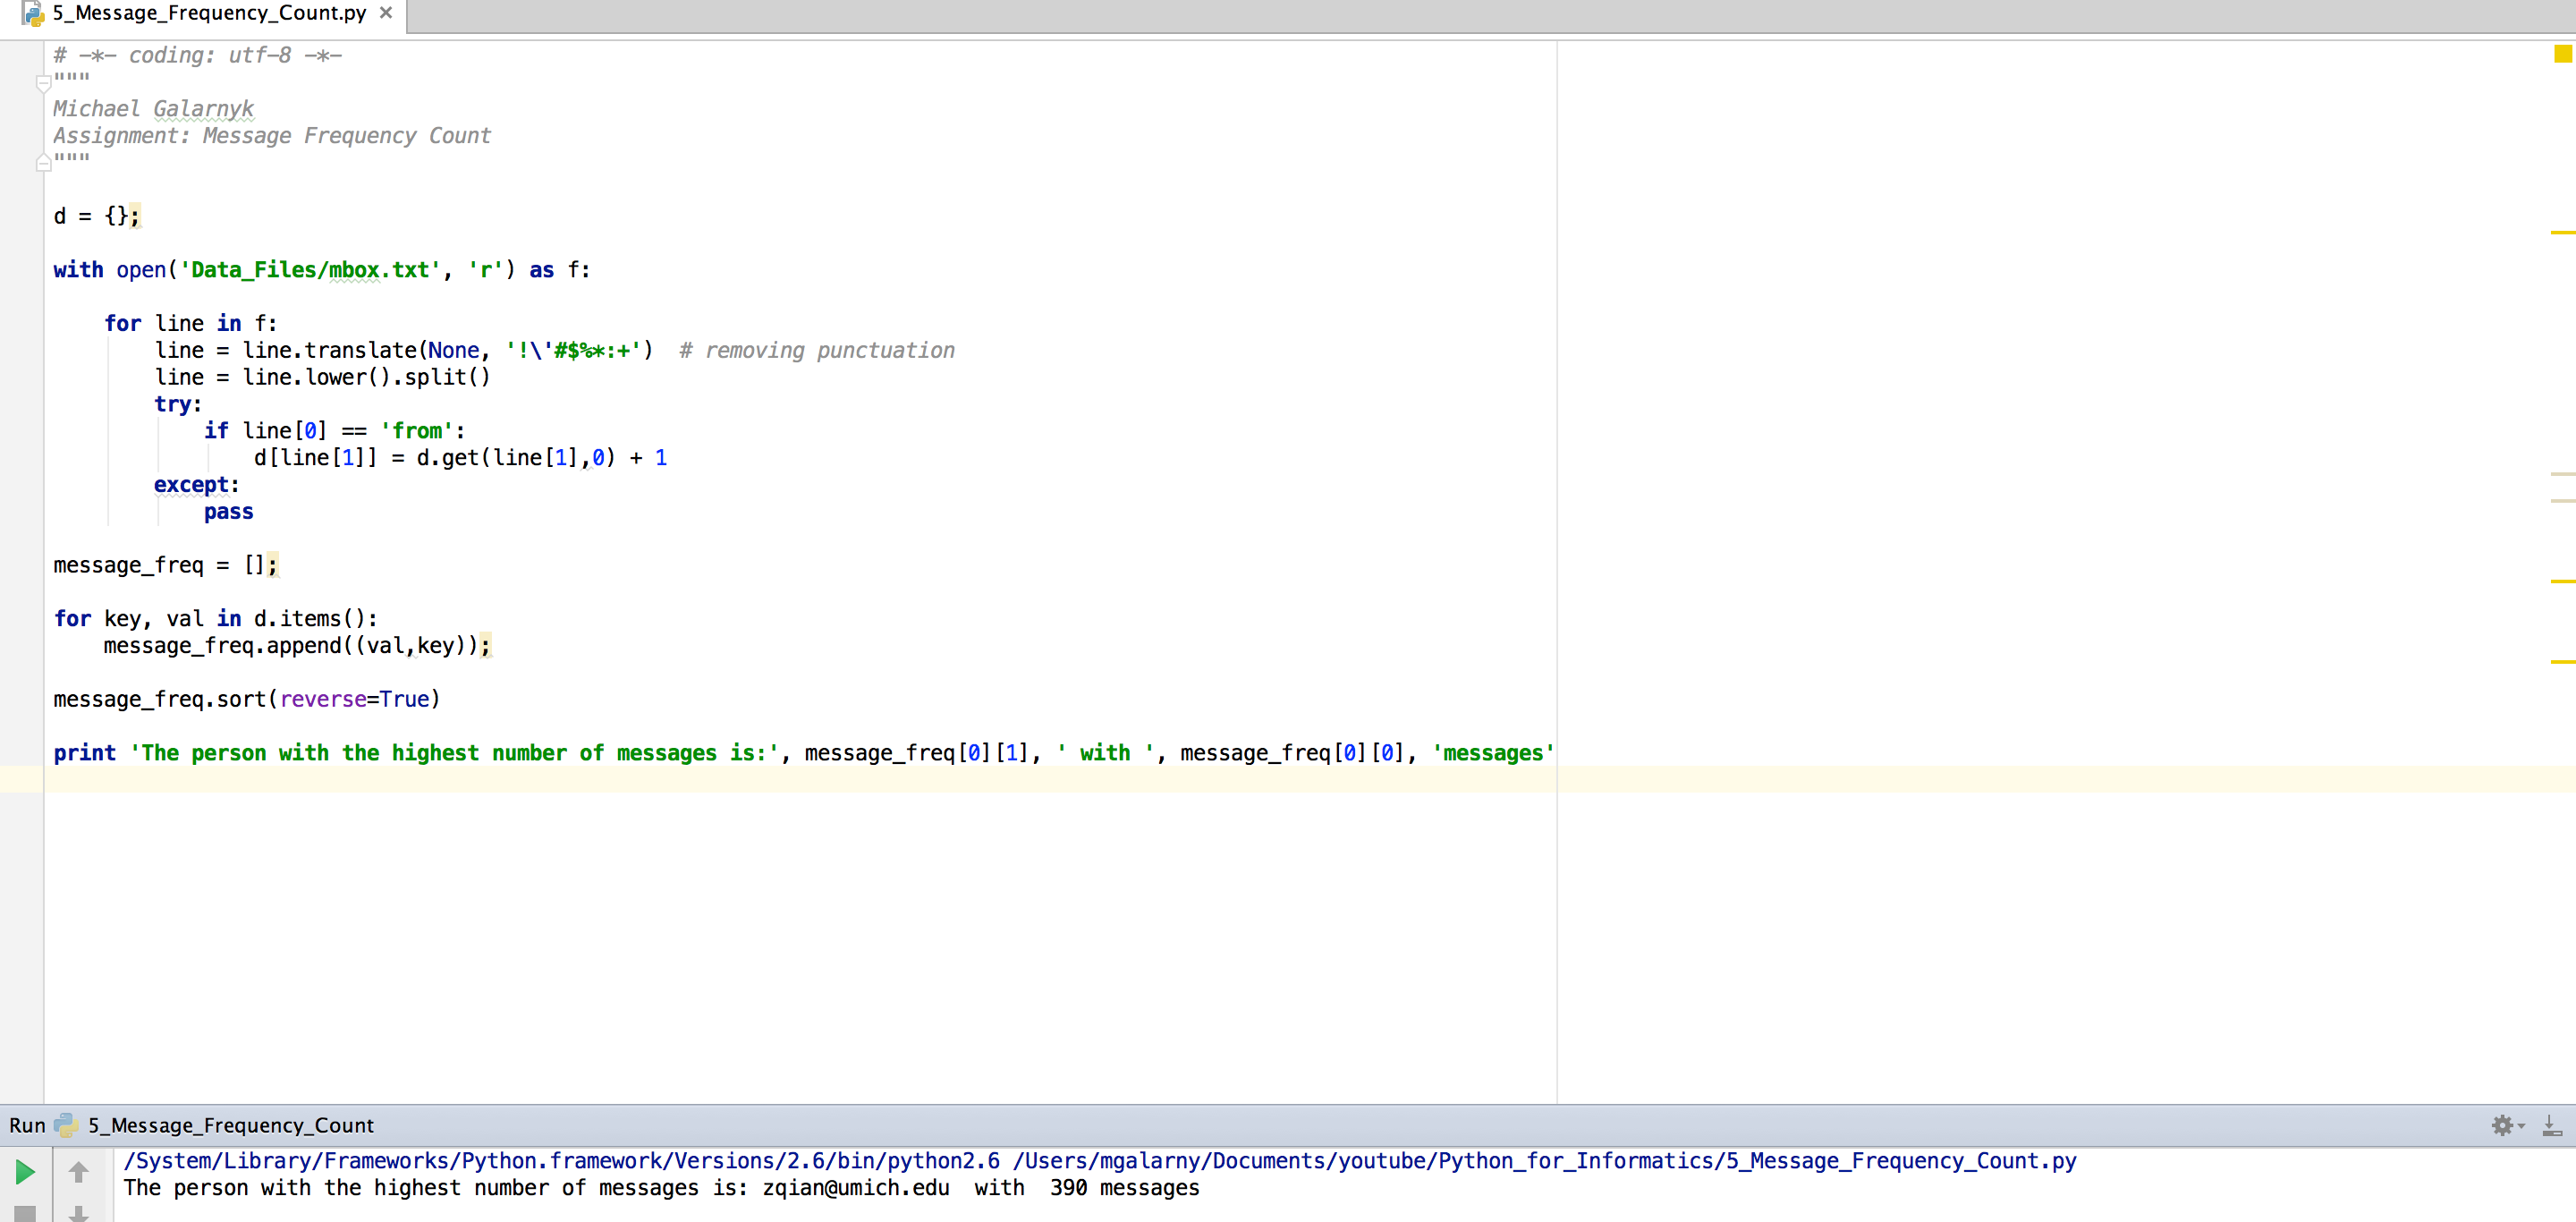 5_Message_Frequency_Count.py
# -*- coding: utf-8 -*-
"""
Michael Galarnyk
Assignment: Message Frequency Count
"""
d = {};
with open('Data_Files/mbox.txt', 'r') as f:
    for line in f:
        line = line.translate(None, '!\'#$%*:+')  # removing punctuation
        line = line.lower().split()
        try:
            if line[0] == 'from':
                d[line[1]] = d.get(line[1],0) + 1
        except:
            pass
message_freq = [];
for key, val in d.items():
    message_freq.append((val,key));
message_freq.sort(reverse=True)
print 'The person with the highest number of messages is:', message_freq[0][1], ' with ', message_freq[0][0], 'messages'
Run 5_Message_Frequency_Count
/System/Library/Frameworks/Python.framework/Versions/2.6/bin/python2.6 /Users/mgalarny/Documents/youtube/Python_for_Informatics/5_Message_Frequency_Count.py
The person with the highest number of messages is: zqian@umich.edu  with  390 messages